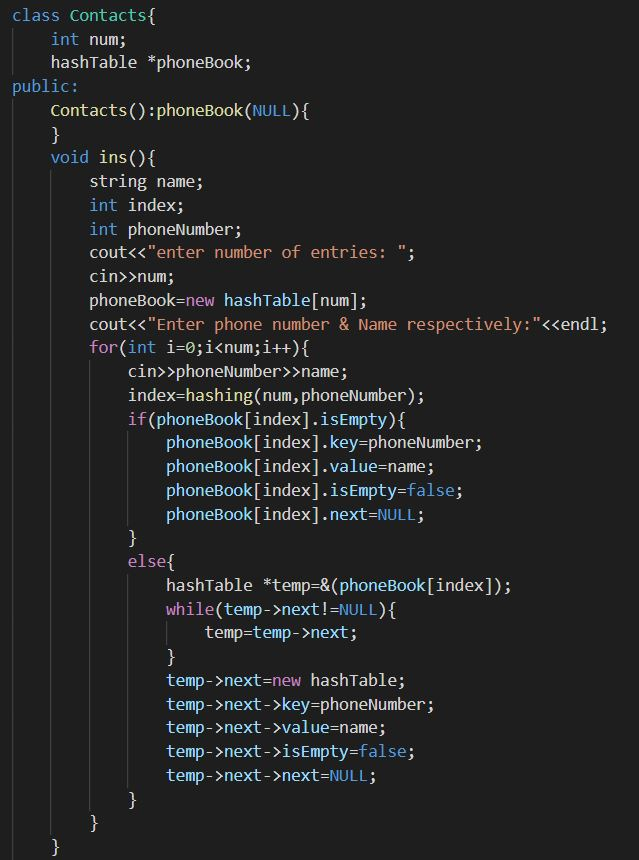 class Contacts{
    int num;
    hashTable *phoneBook;
public:
    Contacts():phoneBook(NULL){
    }
    void ins(){
        string name;
        int index;
        int phoneNumber;
        cout<<"enter number of entries: ";
        cin>>num;
        phoneBook=new hashTable[num];
        cout<<"Enter phone number & Name respectively:"<<endl;
        for(int i=0;i<num;i++){
            cin>>phoneNumber>>name;
            index=hashing(num,phoneNumber);
            if(phoneBook[index].isEmpty){
                phoneBook[index].key=phoneNumber;
                phoneBook[index].value=name;
                phoneBook[index].isEmpty=false;
                phoneBook[index].next=NULL;
            }
            else{
                hashTable *temp=&(phoneBook[index]);
                while(temp->next!=NULL){
                    temp=temp->next;
                }
                temp->next=new hashTable;
                temp->next->key=phoneNumber;
                temp->next->value=name;
                temp->next->isEmpty=false;
                temp->next->next=NULL;
            }
        }
    }